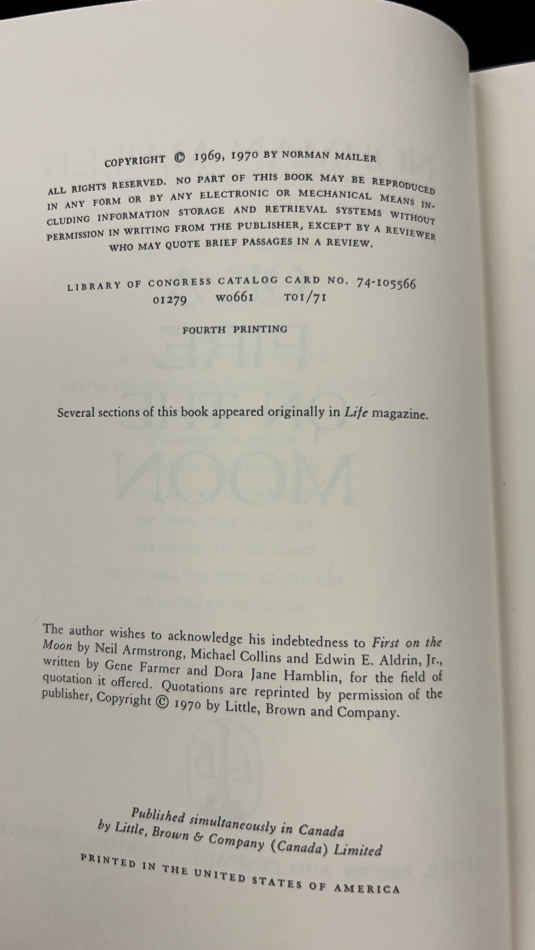 COPYRIGHT © 1969, 1970 BY NORMAN MAILER
ALL RIGHTS RESERVED. NO PART OF THIS BOOK MAY BE REPRODUCED
IN ANY FORM OR BY ANY ELECTRONIC OR MECHANICAL MEANS IN-
CLUDING INFORMATION STORAGE AND RETRIEVAL SYSTEMS WITHOUT
PERMISSION IN WRITING FROM THE PUBLISHER, EXCEPT BY A REVIEWER
WHO MAY QUOTE BRIEF PASSAGES IN A REVIEW.
LIBRARY OF CONGRESS CATALOG CARD NO. 74-105566
01279 W0661 T01/71
FOURTH PRINTING
Several sections of this book appeared originally in Life magazine.
The author wishes to acknowledge his indebtedness to First on the
Moon by Neil Armstrong, Michael Collins and Edwin E. Aldrin, Jr.,
written by Gene Farmer and Dora Jane Hamblin, for the field of
quotation it offered. Quotations are reprinted by permission of the
publisher, Copyright © 1970 by Little, Brown and Company.
Published simultaneously in Canada
by Little, Brown & Company (Canada) Limited
PRINTED IN THE UNITED STATES OF AMERICA